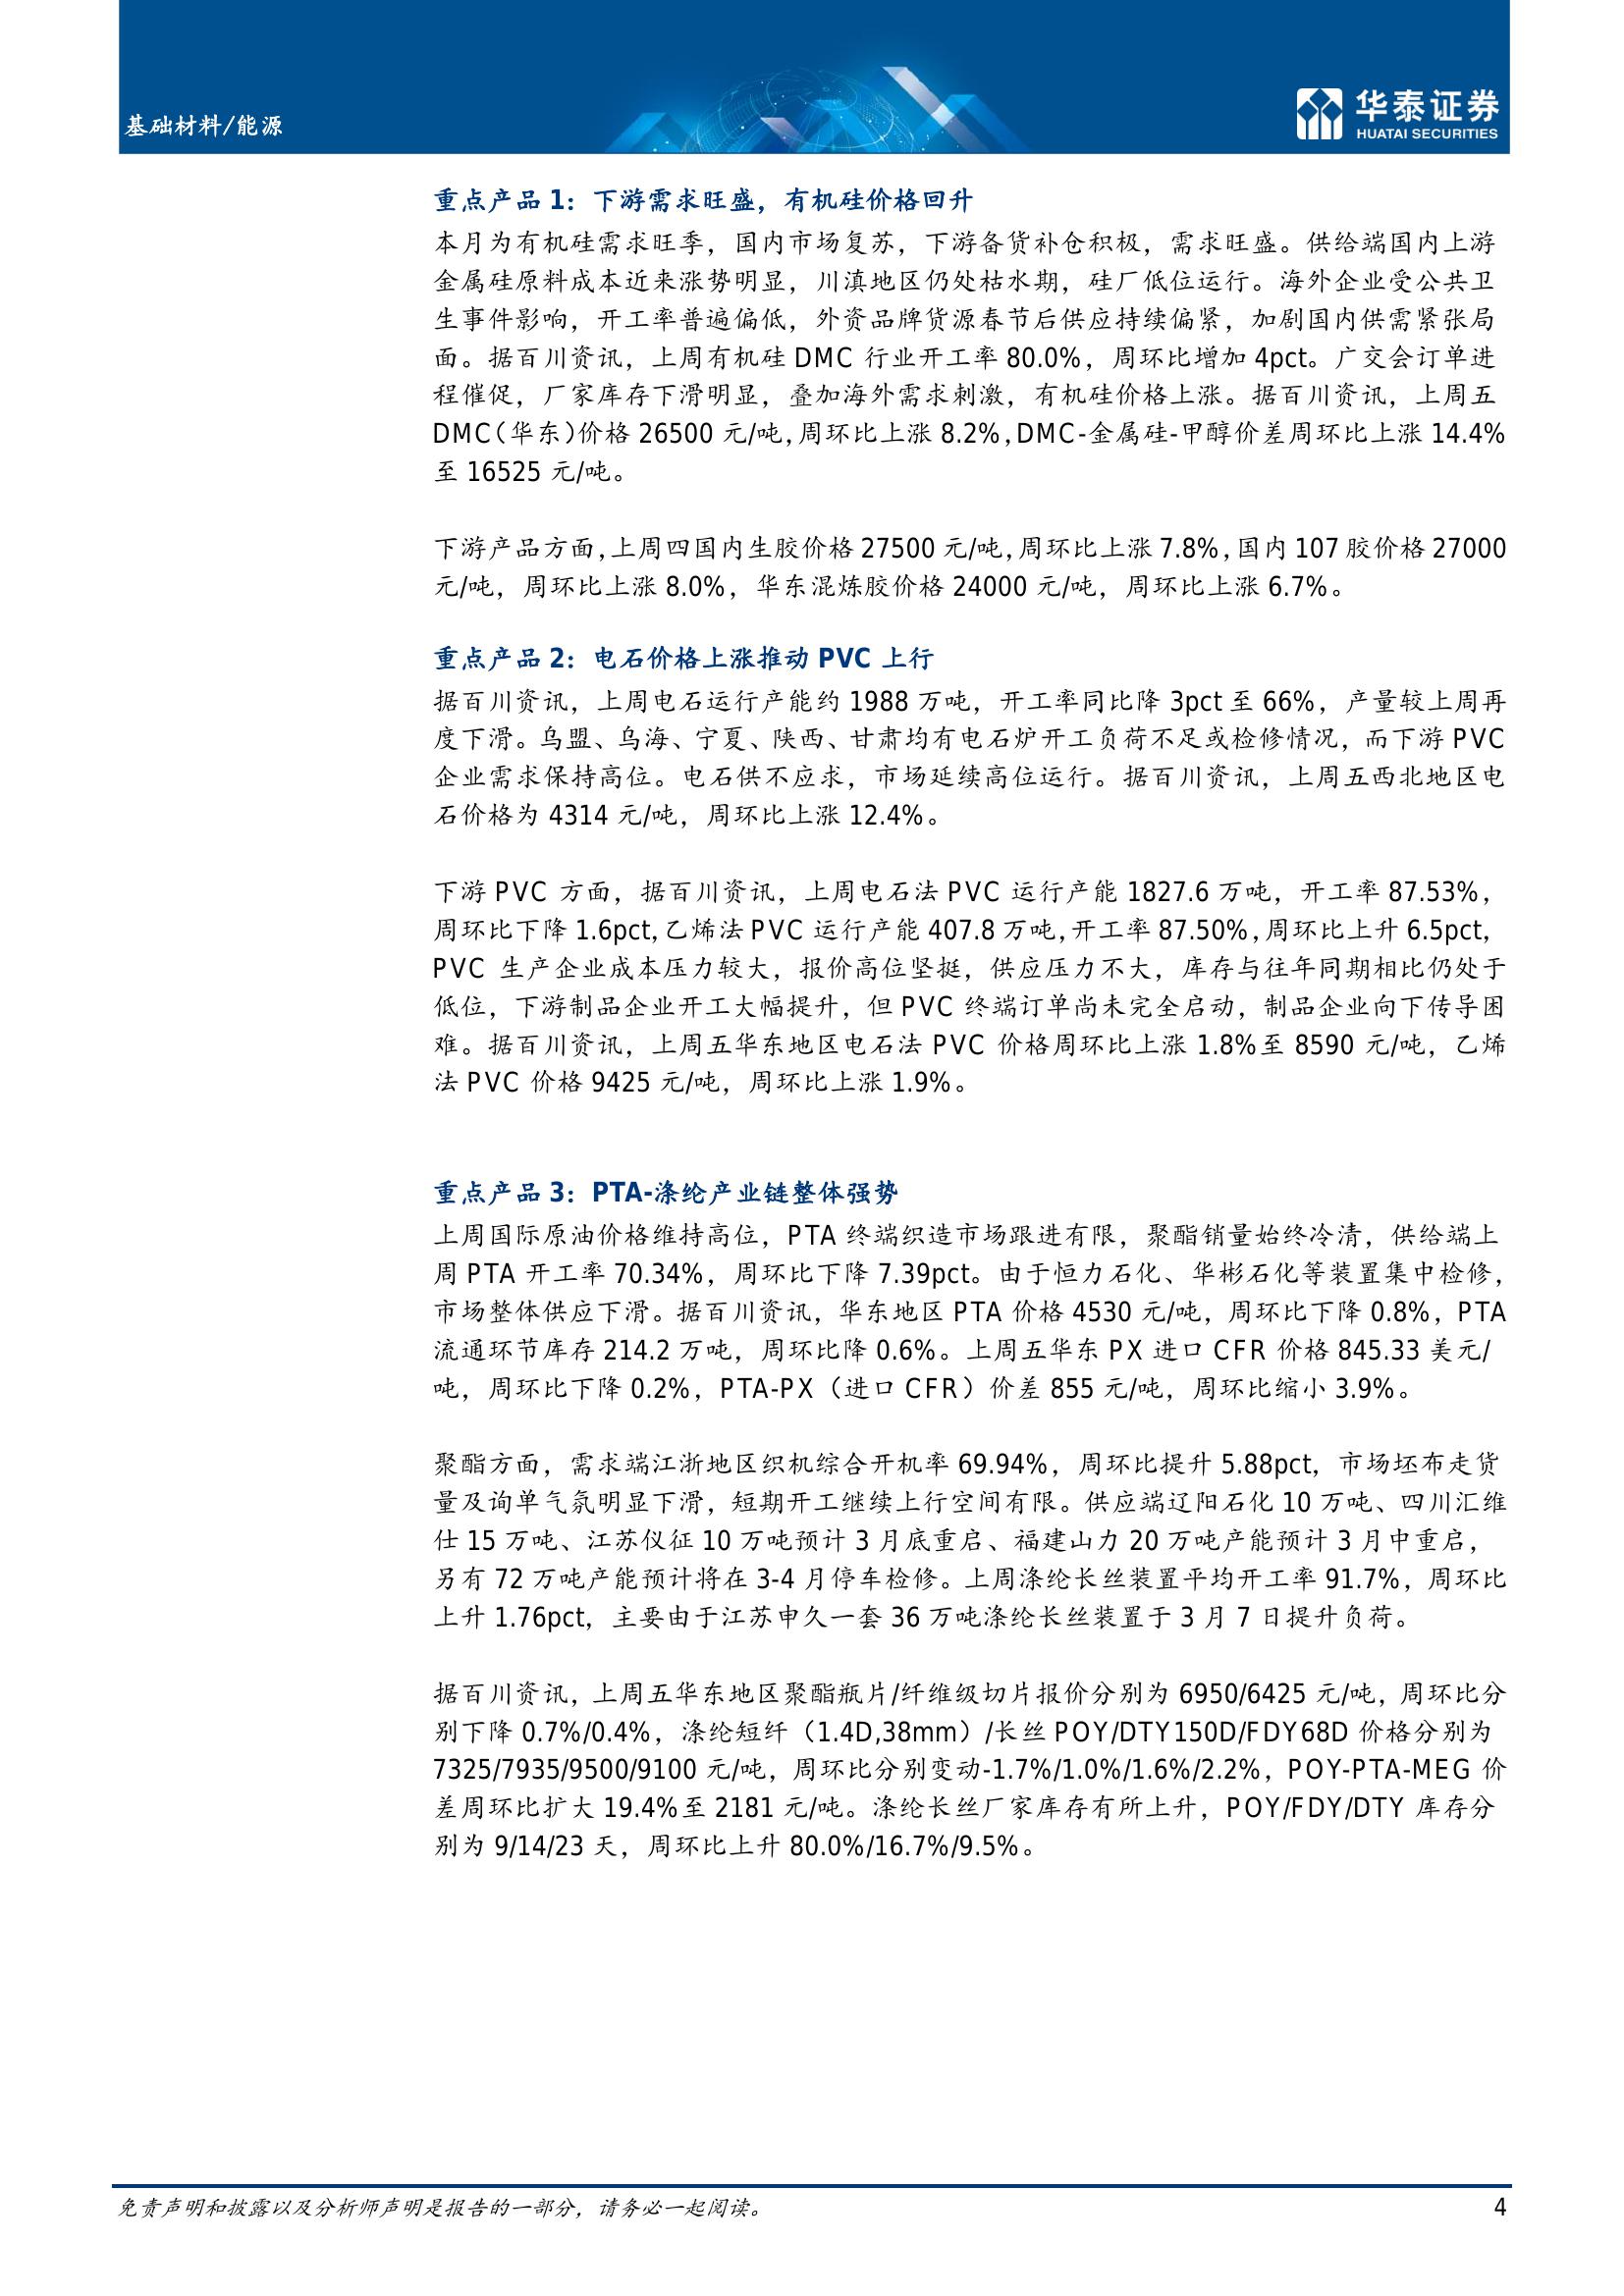 基础材料/能源
华泰证券
HUATAI SECURITIES
重点产品 1：下游需求旺盛，有机硅价格回升
本月为有机硅需求旺季，国内市场复苏，下游备货补仓积极，需求旺盛。供给端国内上游
金属硅原料成本近来涨势明显，川滇地区仍处枯水期，硅厂低位运行。海外企业受公共卫
生事件影响，开工率普遍偏低，外资品牌货源春节后供应持续偏紧，加剧国内供需紧张局
面。据百川资讯，上周有机硅 DMC 行业开工率 80.0%，周环比增加 4pct。广交会订单进
程催促，厂家库存下滑明显，叠加海外需求刺激，有机硅价格上涨。据百川资讯，上周五
DMC（华东）价格 26500 元/吨，周环比上涨 8.2%，DMC-金属硅-甲醇价差周环比上涨 14.4%
至 16525 元/吨。
下游产品方面，上周四国内生胶价格 27500 元/吨，周环比上涨 7.8%，国内 107 胶价格 27000
元/吨，周环比上涨 8.0%，华东混炼胶价格 24000 元/吨，周环比上涨 6.7%。
重点产品 2：电石价格上涨推动 PVC 上行
据百川资讯，上周电石运行产能约 1988 万吨，开工率同比降 3pct 至 66%，产量较上周再
度下滑。乌盟、乌海、宁夏、陕西、甘肃均有电石炉开工负荷不足或检修情况，而下游 PVC
企业需求保持高位。电石供不应求，市场延续高位运行。据百川资讯，上周五西北地区电
石价格为 4314 元/吨，周环比上涨 12.4%。
下游 PVC 方面，据百川资讯，上周电石法 PVC 运行产能 1827.6 万吨，开工率 87.53%，
周环比下降 1.6pct，乙烯法 PVC 运行产能 407.8 万吨，开工率 87.50%，周环比上升 6.5pct，
PVC 生产企业成本压力较大，报价高位坚挺，供应压力不大，库存与往年同期相比仍处于
低位，下游制品企业开工大幅提升，但 PVC 终端订单尚未完全启动，制品企业向下传导困
难。据百川资讯，上周五华东地区电石法 PVC 价格周环比上涨 1.8%至 8590 元/吨，乙烯
法 PVC 价格 9425 元/吨，周环比上涨 1.9%。
重点产品 3：PTA-涤纶产业链整体强势
上周国际原油价格维持高位，PTA 终端织造市场跟进有限，聚酯销量始终冷清，供给端上
周 PTA 开工率 70.34%，周环比下降 7.39pct。由于恒力石化、华彬石化等装置集中检修，
市场整体供应下滑。据百川资讯，华东地区 PTA 价格 4530 元/吨，周环比下降 0.8%，PTA
流通环节库存 214.2 万吨，周环比降 0.6%。上周五华东 PX 进口 CFR 价格 845.33 美元/
吨，周环比下降 0.2%，PTA-PX（进口 CFR）价差 855 元/吨，周环比缩小 3.9%。
聚酯方面，需求端江浙地区织机综合开机率 69.94%，周环比提升 5.88pct，市场坯布走货
量及询单气氛明显下滑，短期开工继续上行空间有限。供应端辽阳石化 10 万吨、四川汇维
仕 15 万吨、江苏仪征 10 万吨预计 3 月底重启、福建山力 20 万吨产能预计 3 月中重启，
另有 72 万吨产能预计将在 3-4 月停车检修。上周涤纶长丝装置平均开工率 91.7%，周环比
上升 1.76pct，主要由于江苏申久一套 36 万吨涤纶长丝装置于 3 月 7 日提升负荷。
据百川资讯，上周五华东地区聚酯瓶片/纤维级切片报价分别为 6950/6425 元/吨，周环比分
别下降 0.7%/0.4%，涤纶短纤（1.4D,38mm）/长丝 POY/DTY150D/FDY68D 价格分别为
7325/7935/9500/9100 元/吨，周环比分别变动-1.7%/1.0%/1.6%/2.2%，POY-PTA-MEG 价
差周环比扩大 19.4%至 2181 元/吨。涤纶长丝厂家库存有所上升，POY/FDY/DTY 库存分
别为 9/14/23 天，周环比上升 80.0%/16.7%/9.5%。
免责声明和披露以及分析师声明是报告的一部分，请务必一起阅读。
4